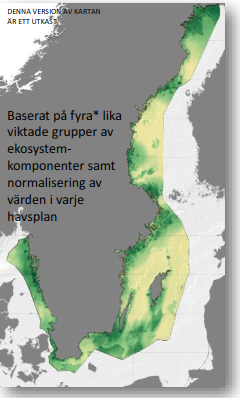 DENNA VERSION AV KARTAN
ÄR ETT UTKAST
Baserat på fyra* lika
viktade grupper av
ekosystem-
komponenter samt
normalisering av
värden i varje
havsplan